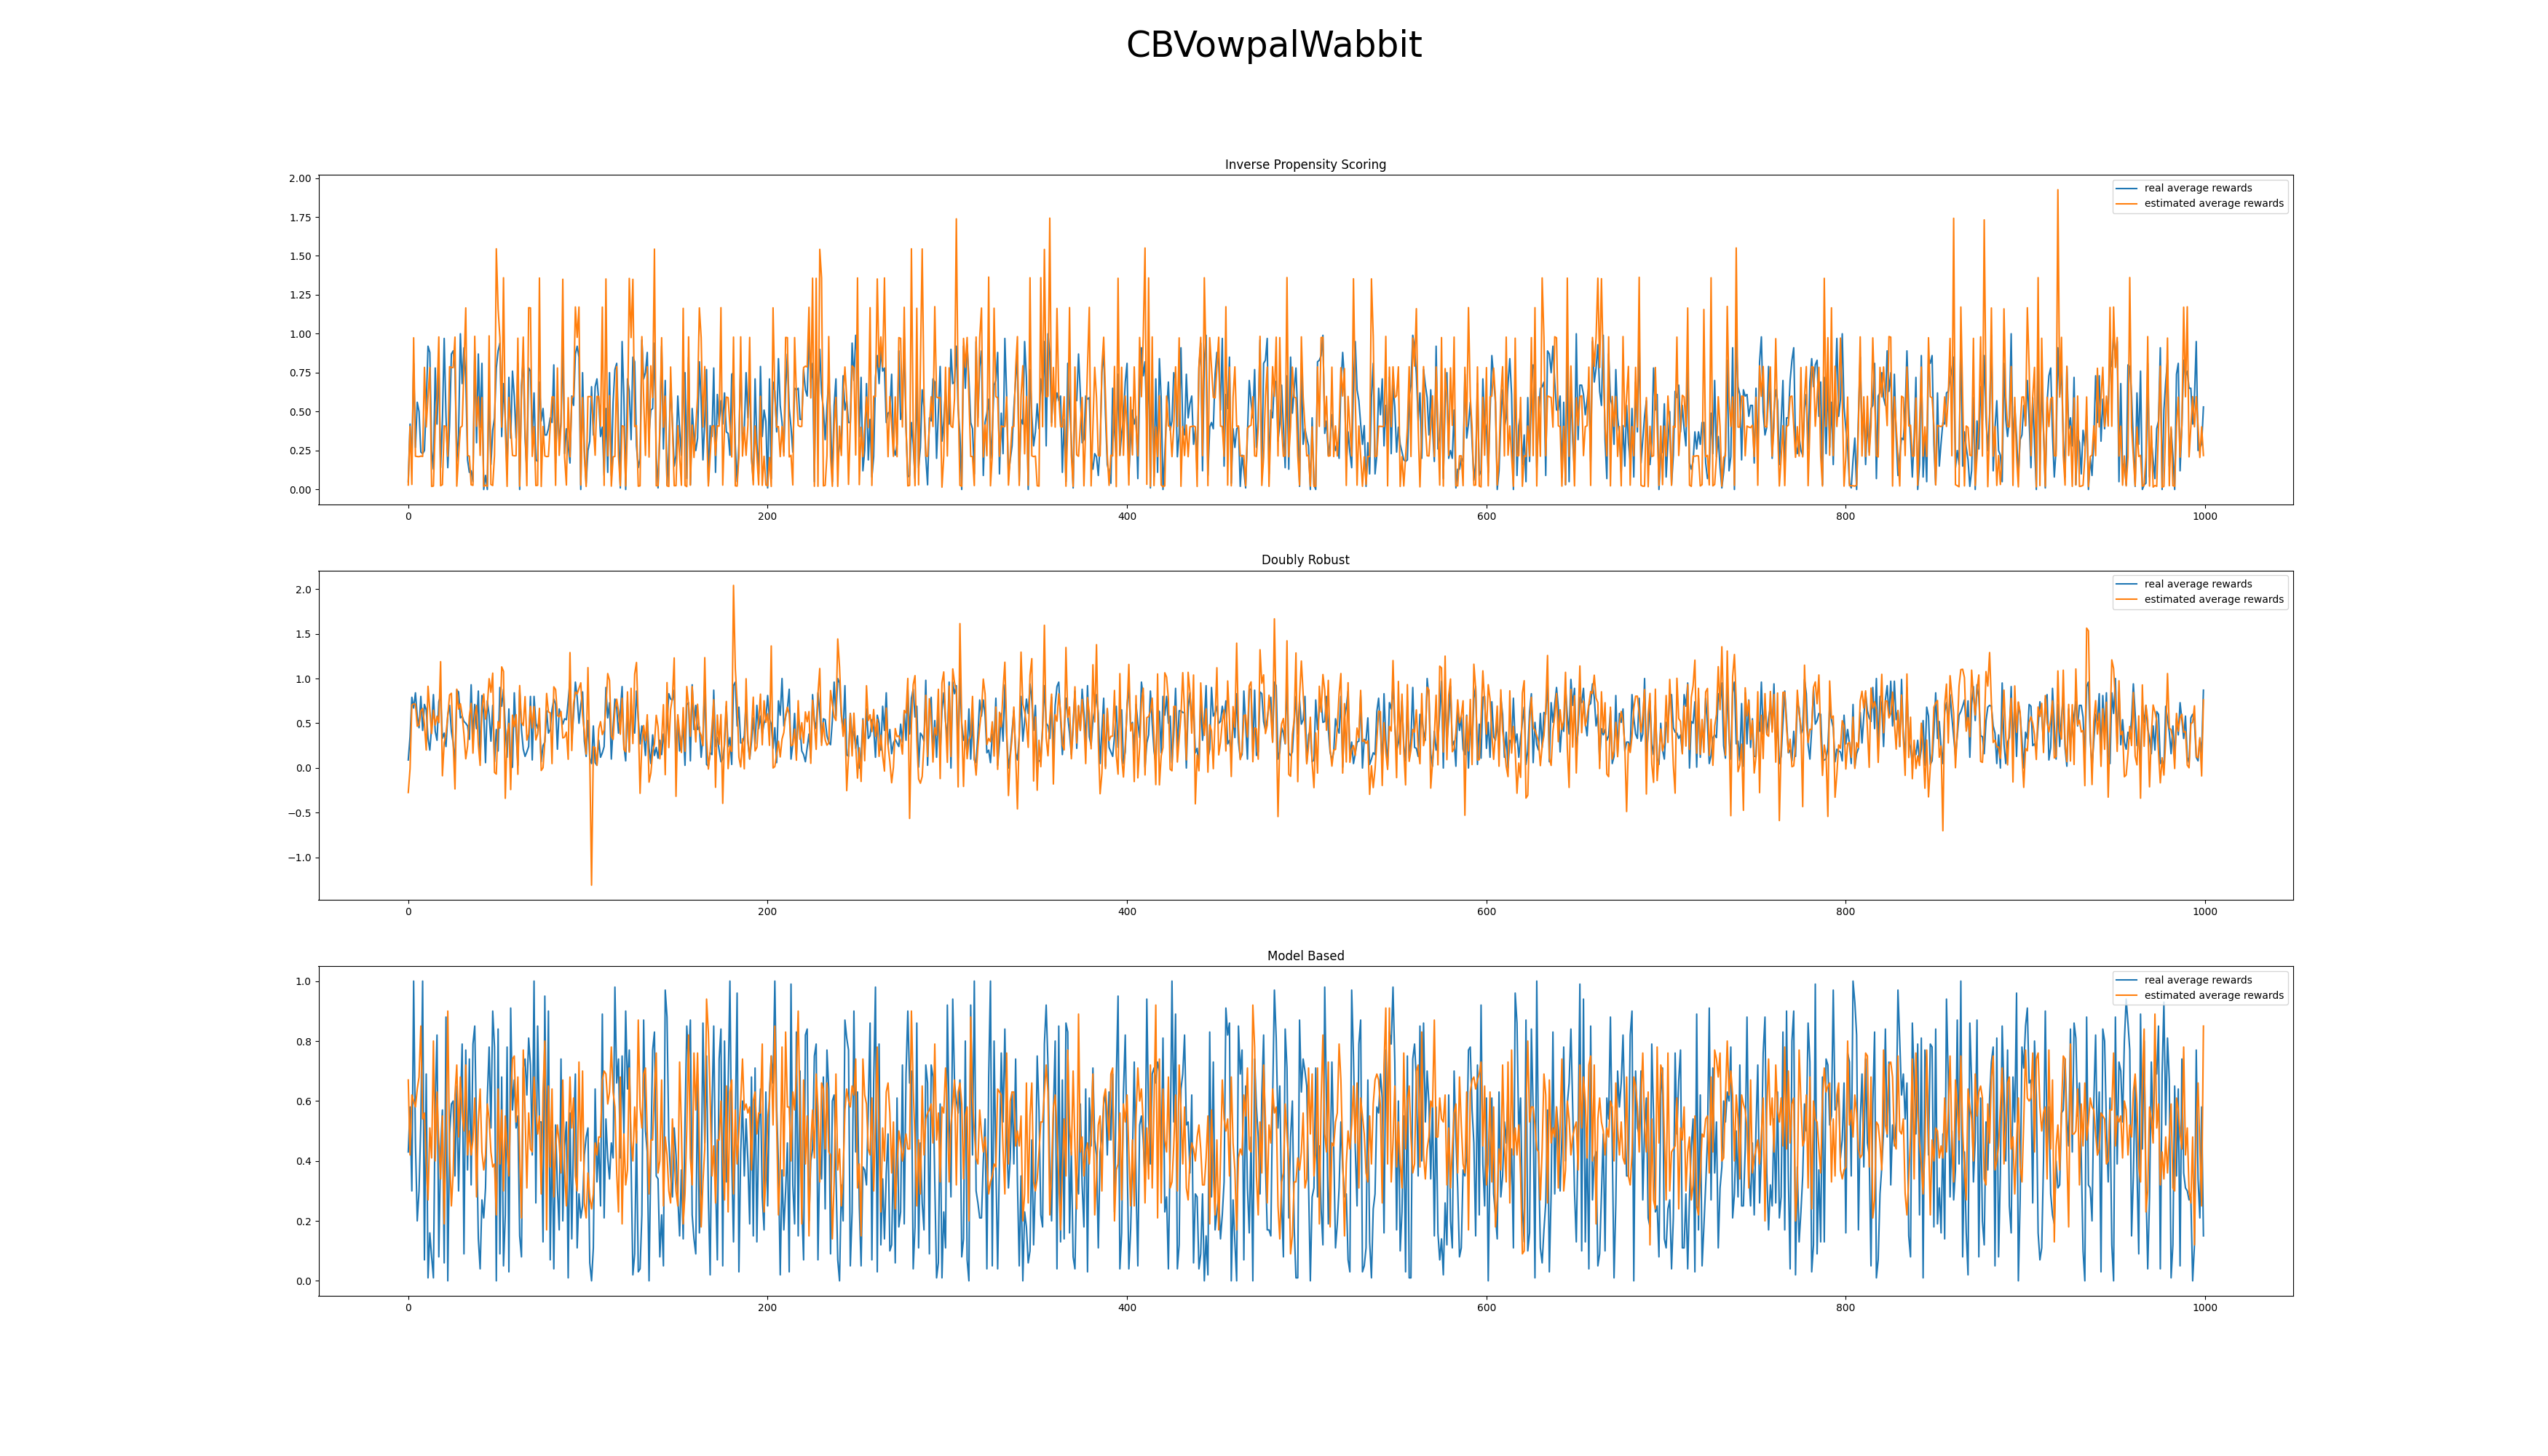 CBVowpalWabbit
Inverse Propensity Scoring
2.00
1.75
1.50
1.25
1.00
0.75
0.50
0.25
0.00
real average rewards
estimated average rewards
0 200 400 600 800 1000
Doubly Robust
2.0
1.5
1.0
0.5
0.0
−0.5
−1.0
real average rewards
estimated average rewards
0 200 400 600 800 1000
Model Based
1.0
0.8
0.6
0.4
0.2
0.0
real average rewards
estimated average rewards
0 200 400 600 800 1000